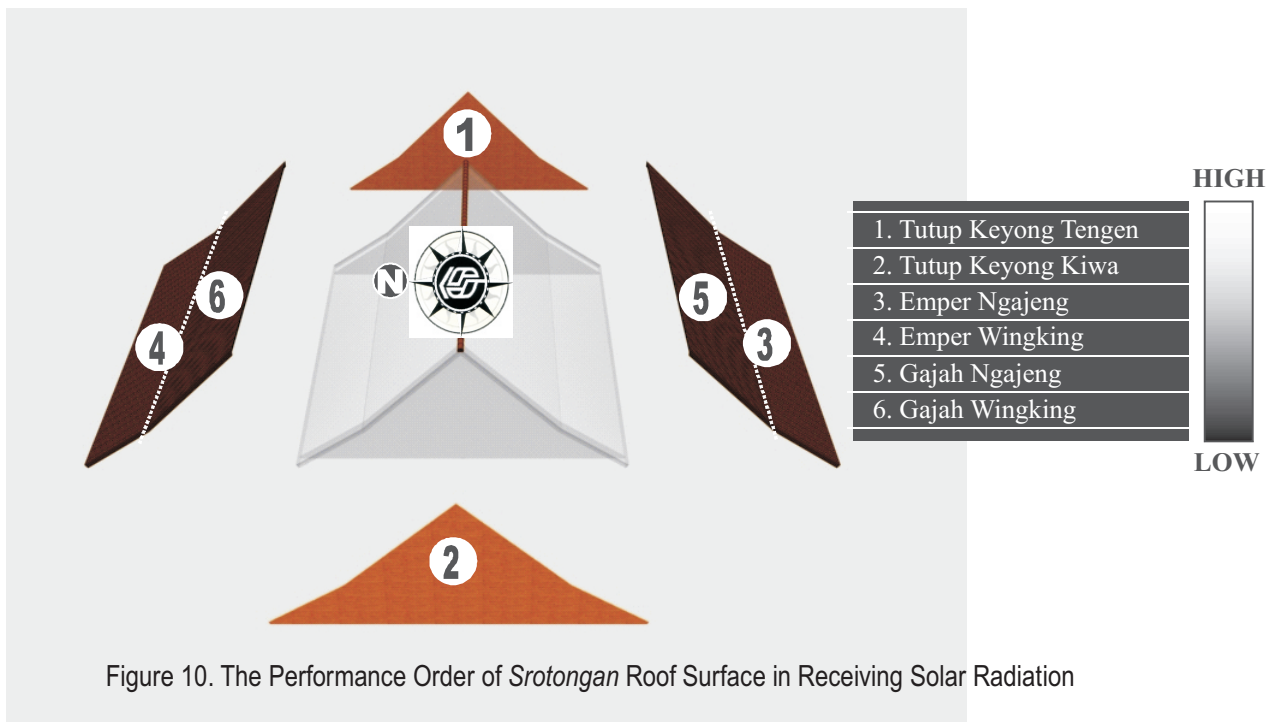 1
HIGH
1. Tutup Keyong Tengen
2. Tutup Keyong Kiwa
3. Emper Ngajeng
4. Emper Wingking
5. Gajah Ngajeng
6. Gajah Wingking
LOW
N
6
5
4
3
2
Figure 10. The Performance Order of Srotongan Roof Surface in Receiving Solar Radiation